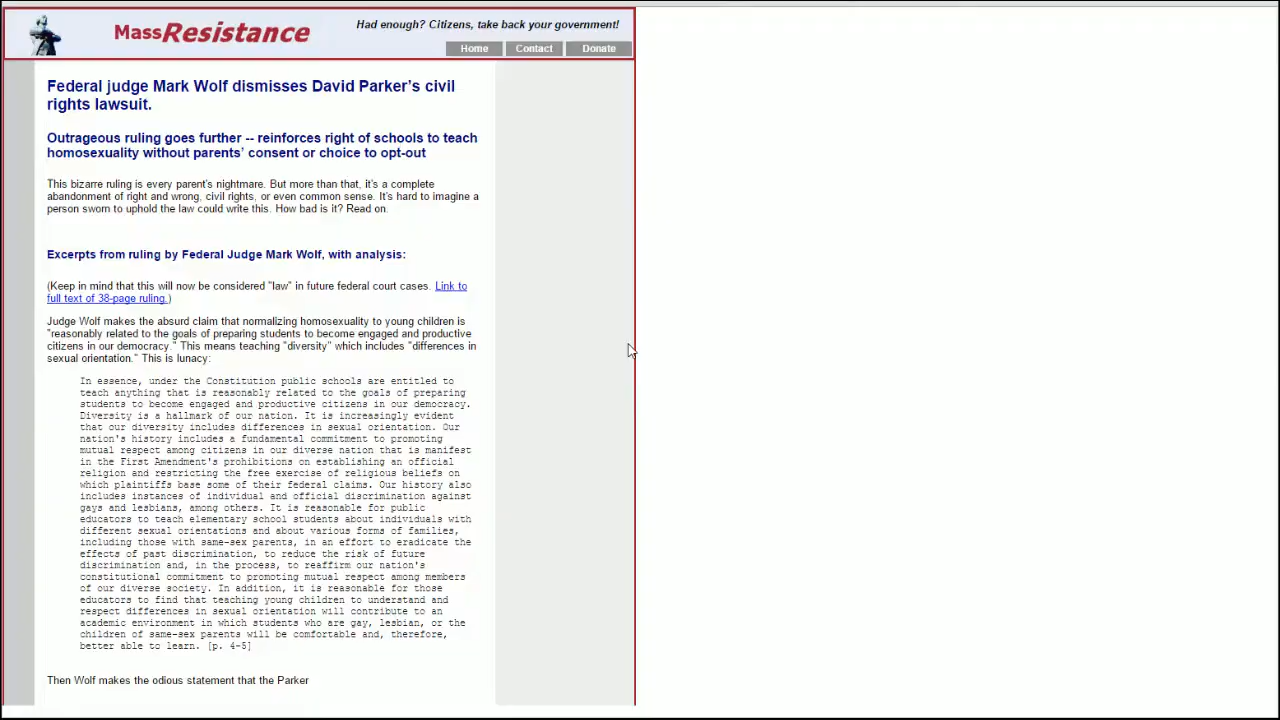 MassResistance
Had enough? Citizens, take back your government!
Home Contact Donate
Federal judge Mark Wolf dismisses David Parker's civil
rights lawsuit.
Outrageous ruling goes further -- reinforces right of schools to teach
homosexuality without parents' consent or choice to opt-out
This bizarre ruling is every parent's nightmare. But more than that, it's a complete
abandonment of right and wrong, civil rights, or even common sense. It's hard to imagine a
person sworn to uphold the law could write this. How bad is it? Read on.
Excerpts from ruling by Federal Judge Mark Wolf, with analysis:
(Keep in mind that this will now be considered "law" in future federal court cases. Link to
full text of 38-page ruling.)
Judge Wolf makes the absurd claim that normalizing homosexuality to young children is
"reasonably related to the goals of preparing students to become engaged and productive
citizens in our democracy." This means teaching "diversity" which includes "differences in
sexual orientation." This is lunacy:
In essence, under the Constitution public schools are entitled to
teach anything that is reasonably related to the goals of preparing
students to become engaged and productive citizens in our democracy.
Diversity is a hallmark of our nation. It is increasingly evident
that our diversity includes differences in sexual orientation. Our
nation's history includes a fundamental commitment to promoting
mutual respect among citizens in our diverse nation that is manifest
in the First Amendment's prohibitions on establishing an official
religion and restricting the free exercise of religious beliefs on
which plaintiffs base some of their federal claims. Our history also
includes instances of individual and official discrimination against
gays and lesbians, among others. It is reasonable for public
educators to teach elementary school students about individuals with
different sexual orientations and about various forms of families,
including those with same-sex parents, in an effort to eradicate the
effects of past discrimination, to reduce the risk of future
discrimination and, in the process, to reaffirm our nation's
constitutional commitment to promoting mutual respect among members
of our diverse society. In addition, it is reasonable for those
educators to find that teaching young children to understand and
respect differences in sexual orientation will contribute to an
academic environment in which students who are gay, lesbian, or the
children of same-sex parents will be comfortable and, therefore,
better able to learn. [p. 4-5]
Then Wolf makes the odious statement that the Parker